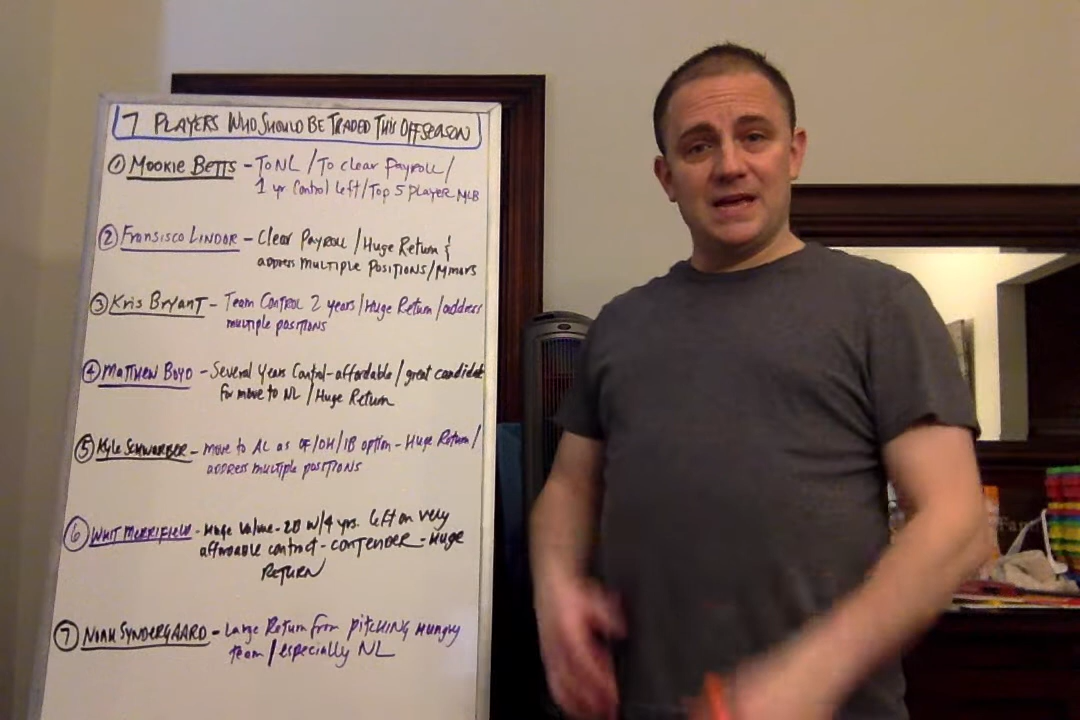 7 PLAYERS WHO SHOULD BE TRADED THIS OFFSEASON
① MOOKIE BETTS - TO NL / TO CLEAR PAYROLL /
1 yr CONTROL LEFT / TOP 5 PLAYER MLB
② FRANSISCO LINDOR - CLEAR PAYROLL / HUGE RETURN &
ADDRESS MULTIPLE POSITIONS / MINORS
③ KRIS BRYANT - TEAM CONTROL 2 years / HUGE RETURN / address
multiple positions
④ MATTHEW BOYD - Several years Control - affordable / great candidate
for move to NL / HUGE RETURN
⑤ KYLE SCHWARBER - move to AL as OF/DH/1B option - HUGE RETURN /
address multiple positions
⑥ WHIT MERRIFIELD - Huge Value - 2B w/4 yrs. left on very
affordable contract - CONTENDER - HUGE
RETURN
⑦ NOAH SYNDERGAARD - Large Return from PITCHING Hungry
team / especially NL
Fam